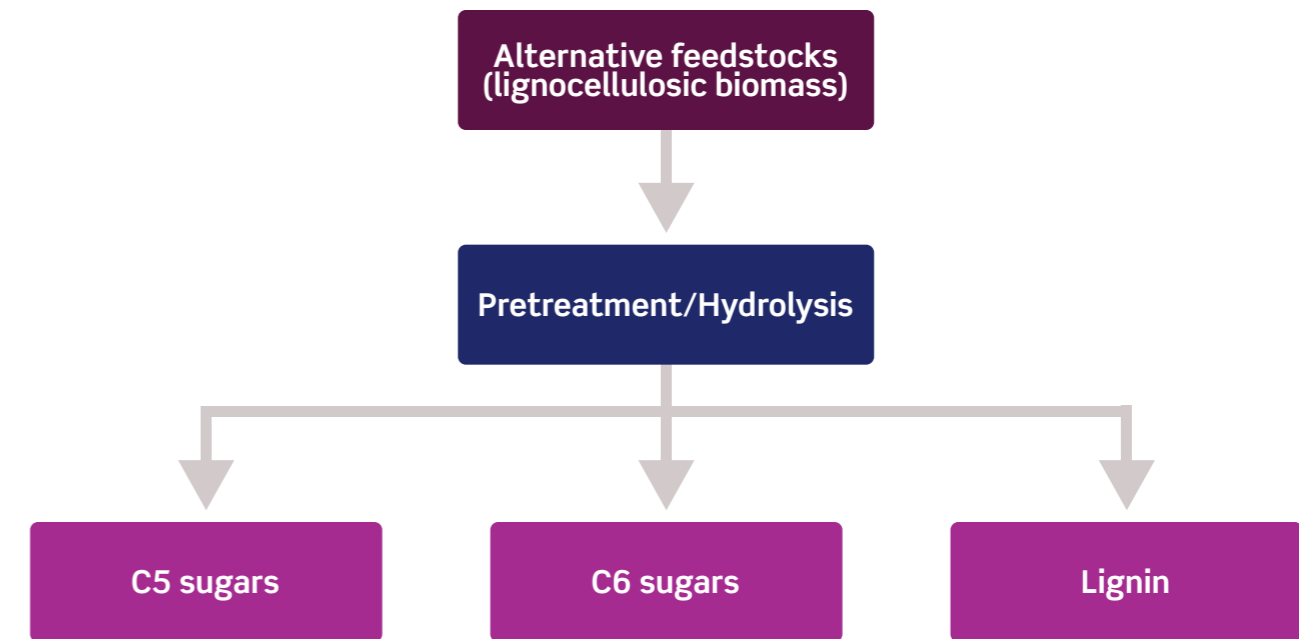 Alternative feedstocks
(lignocellulosic biomass)
Pretreatment/Hydrolysis
C5 sugars
C6 sugars
Lignin